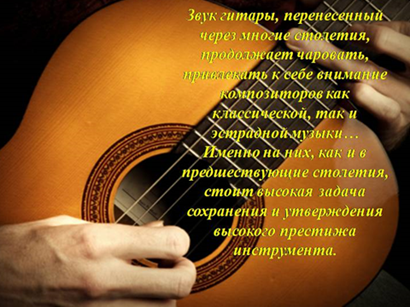 Звук гитары, перенесенный
через многие столетия,
продолжает чаровать,
привлекать к себе внимание
композиторов как
классической, так и
эстрадной музыки…
Именно на них, как и в
предшествующие столетия,
стоит высокая задача
сохранения и утверждения
высокого престижа
инструмента.